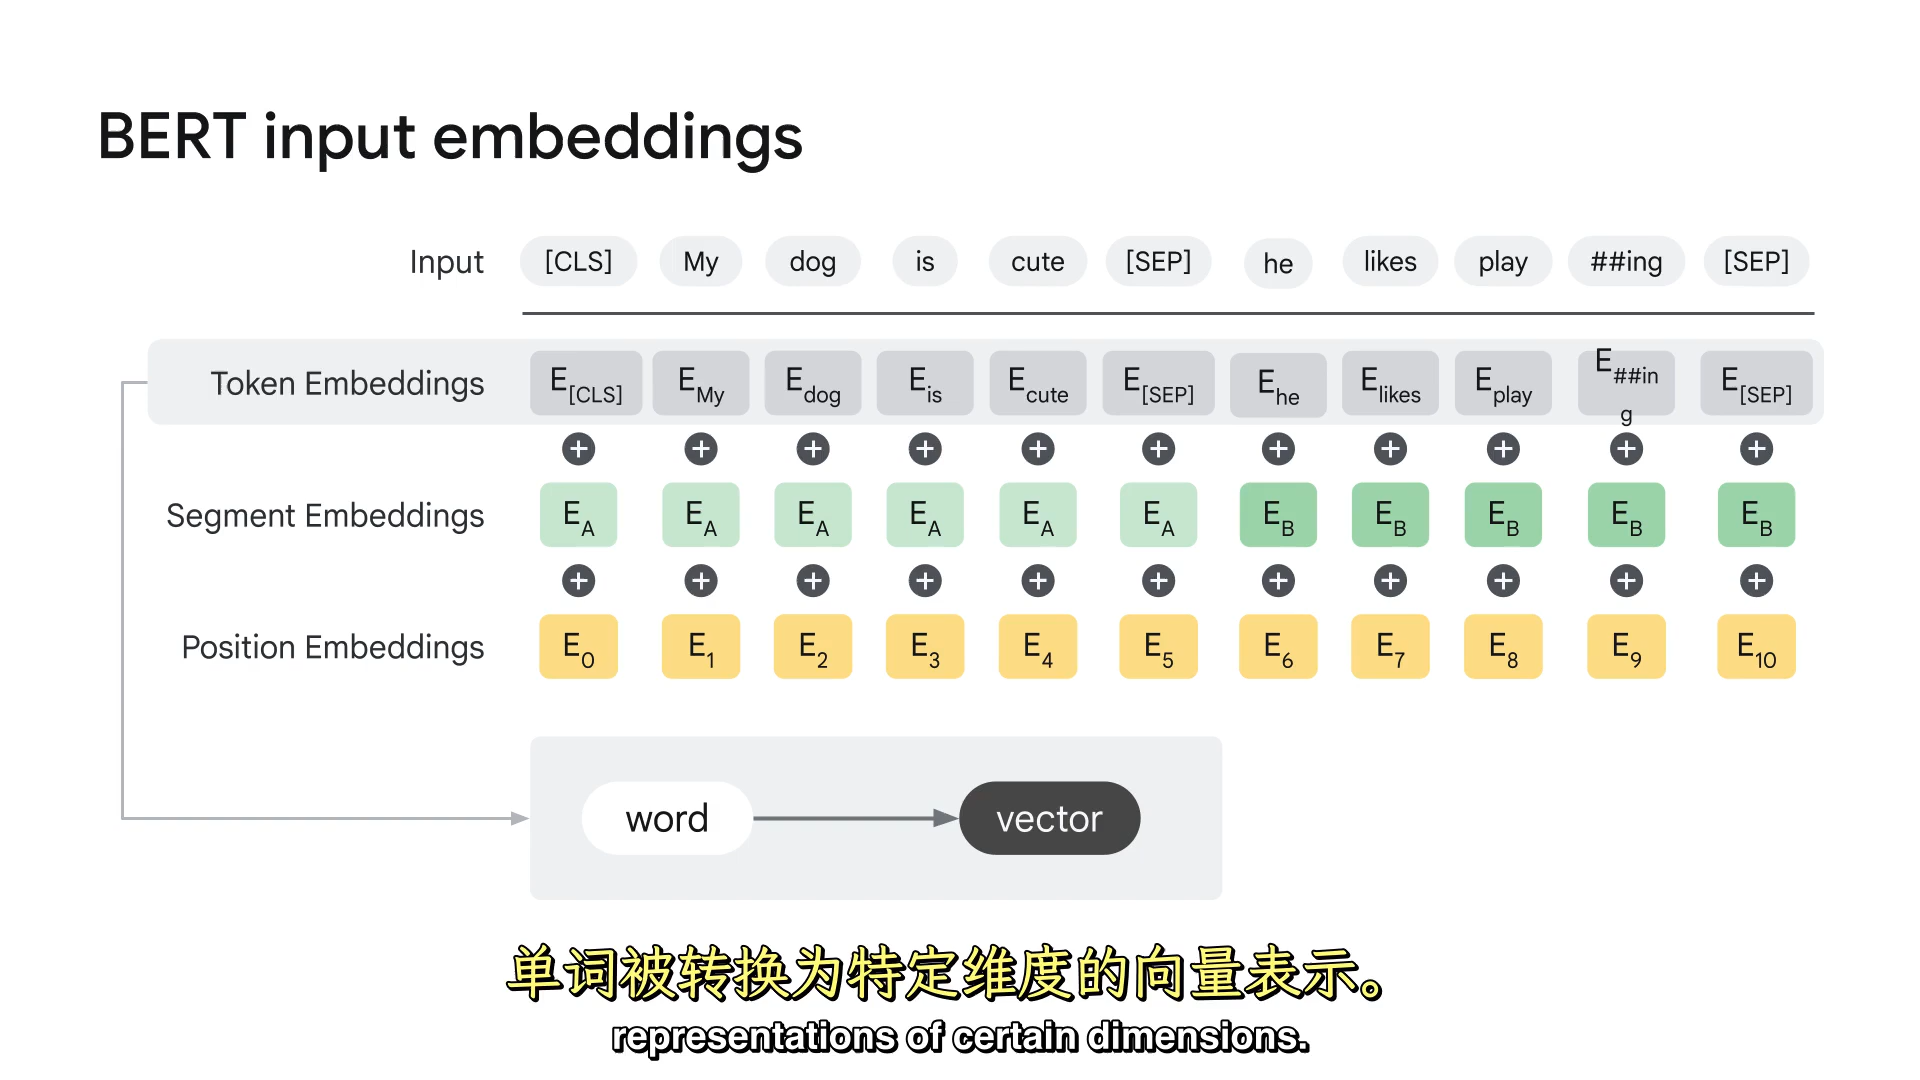 BERT input embeddings
Input [CLS] My dog is cute [SEP] he likes play ##ing [SEP]
Token Embeddings E[CLS] EMy Edog Eis Ecute E[SEP] Ehe Elikes Eplay E##ing E[SEP]
+ + + + + + + + + + +
Segment Embeddings EA EA EA EA EA EA EB EB EB EB EB
+ + + + + + + + + + +
Position Embeddings E0 E1 E2 E3 E4 E5 E6 E7 E8 E9 E10
word vector
单词被转换为特定维度的向量表示。
representations of certain dimensions.